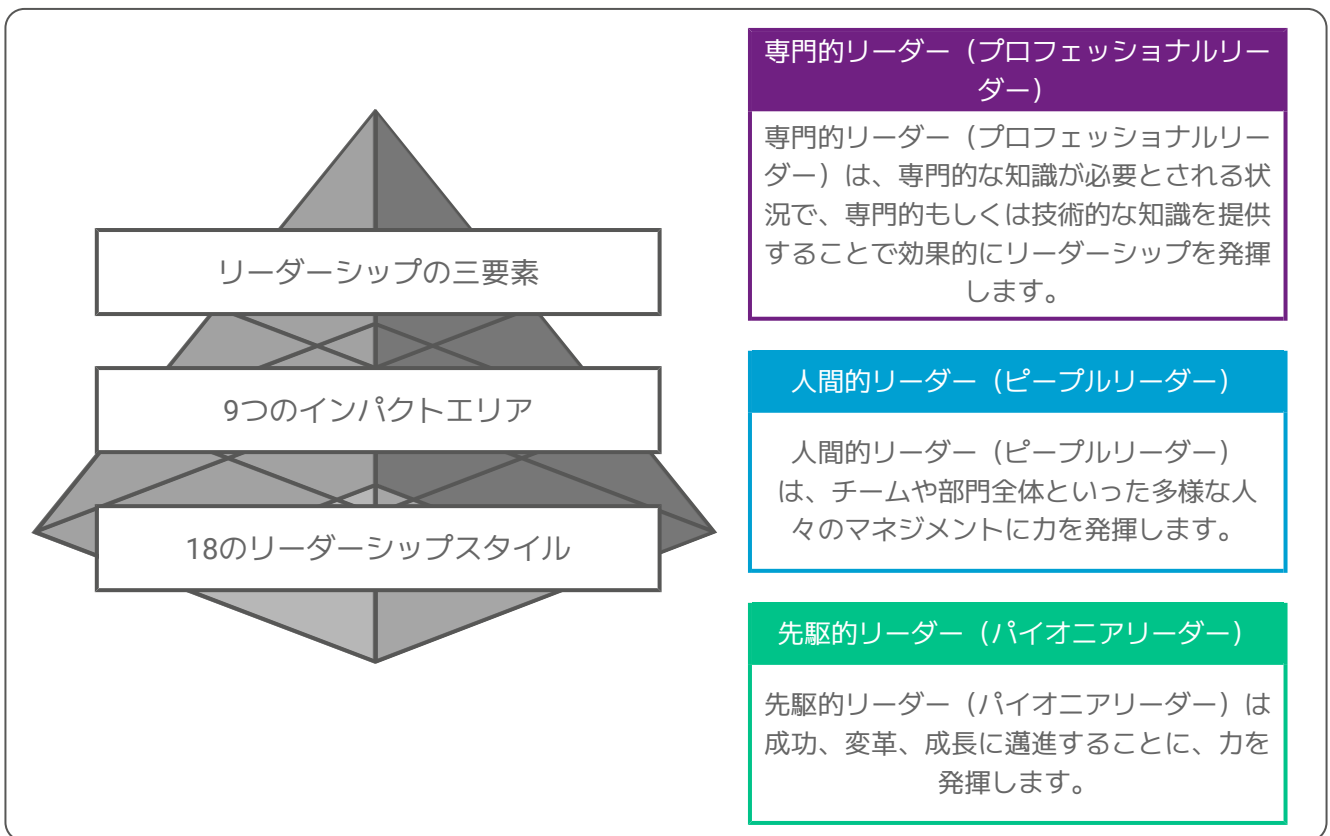 リーダーシップの三要素
9つのインパクトエリア
18のリーダーシップスタイル
専門的リーダー（プロフェッショナルリー
ダー）
専門的リーダー（プロフェッショナルリー
ダー）は、専門的な知識が必要とされる状
況で、専門的もしくは技術的な知識を提供
することで効果的にリーダーシップを発揮
します。
人間的リーダー（ピープルリーダー）
人間的リーダー（ピープルリーダー）
は、チームや部門全体といった多様な人
々のマネジメントに力を発揮します。
先駆的リーダー（パイオニアリーダー）
先駆的リーダー（パイオニアリーダー）は
成功、変革、成長に邁進することに、力を
発揮します。